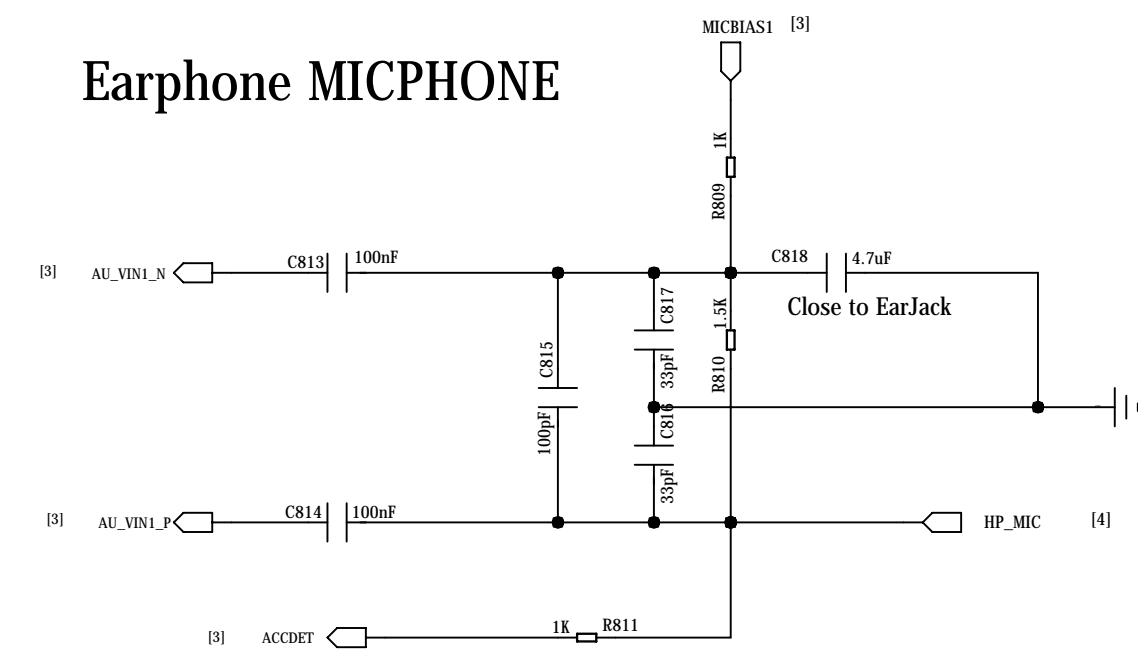 MICBIAS1 [3]
Earphone MICPHONE
1K
R809
[3] AU_VIN1_N
C813 100nF
C818 4.7uF
Close to EarJack
C817
33pF
1.5K
R810
C815
100pF
C816
33pF
[3] AU_VIN1_P
C814 100nF
HP_MIC [4]
[3] ACCDET
1K R811